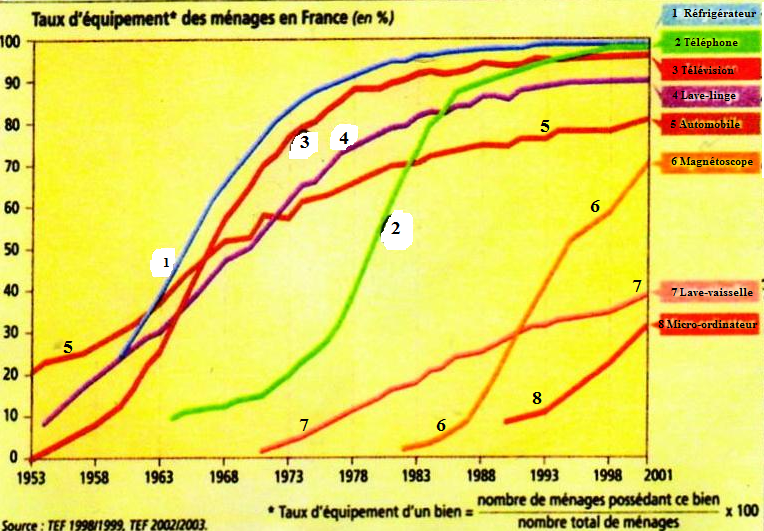 Taux d'équipement* des ménages en France (en %)
1 Réfrigérateur
2 Téléphone
3 Télévision
4 Lave-linge
5 Automobile
6 Magnétoscope
7 Lave-vaisselle
8 Micro-ordinateur
100
90
80
70
60
50
40
30
20
10
0
1
2
3
4
5
5
6
6
7
7
8
1953 1958 1963 1968 1973 1978 1983 1988 1993 1998 2001
* Taux d'équipement d'un bien = nombre de ménages possédant ce bien x 100
nombre total de ménages
Source : TEF 1998/1999, TEF 2002/2003.